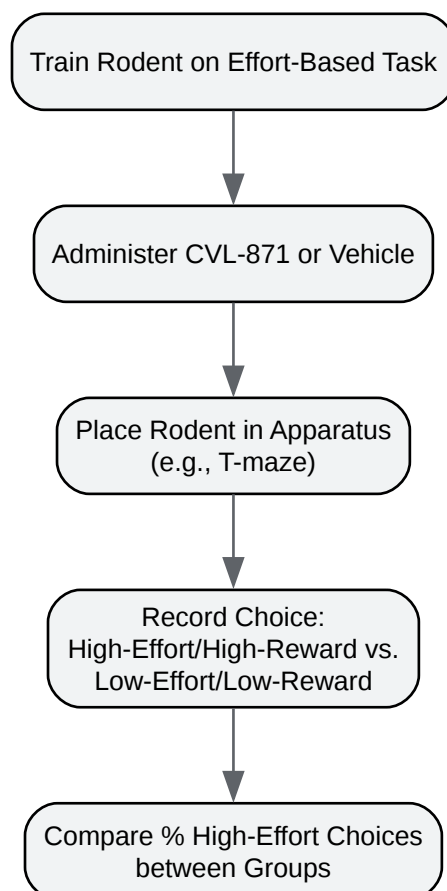 Train Rodent on Effort-Based Task
Administer CVL-871 or Vehicle
Place Rodent in Apparatus
(e.g., T-maze)
Record Choice:
High-Effort/High-Reward vs.
Low-Effort/Low-Reward
Compare % High-Effort Choices
between Groups